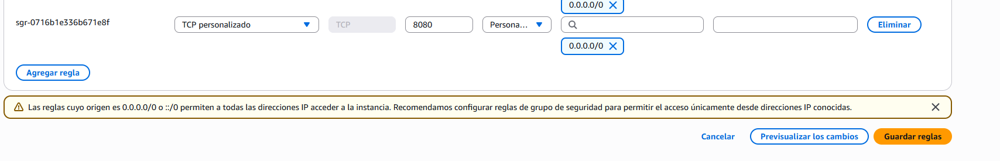 0.0.0.0/0
sgr-0716b1e336b671e8f
TCP personalizado
TCP
8080
Persona...
Eliminar
0.0.0.0/0
Agregar regla
Las reglas cuyo origen es 0.0.0.0/0 o ::/0 permiten a todas las direcciones IP acceder a la instancia. Recomendamos configurar reglas de grupo de seguridad para permitir el acceso únicamente desde direcciones IP conocidas.
Cancelar
Previsualizar los cambios
Guardar reglas